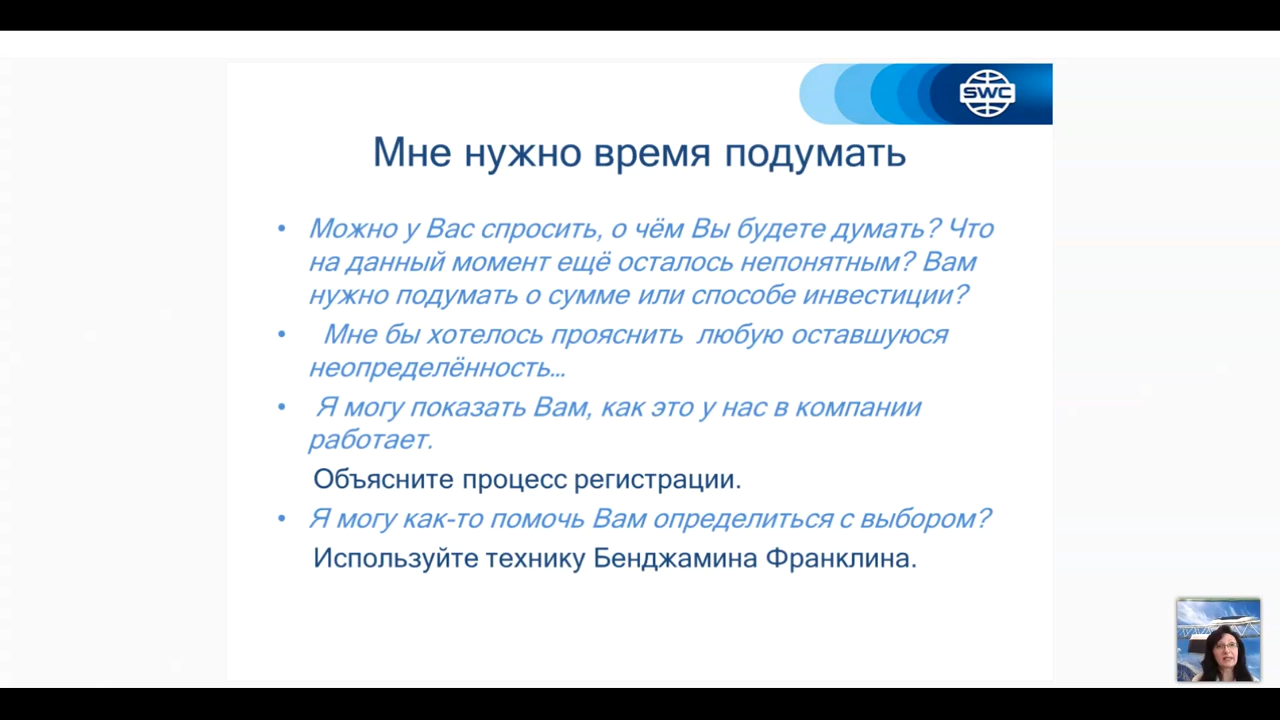 SWC
Мне нужно время подумать
• Можно у Вас спросить, о чём Вы будете думать? Что
на данный момент ещё осталось непонятным? Вам
нужно подумать о сумме или способе инвестиции?
• Мне бы хотелось прояснить любую оставшуюся
неопределённость...
• Я могу показать Вам, как это у нас в компании
работает.
Объясните процесс регистрации.
• Я могу как-то помочь Вам определиться с выбором?
Используйте технику Бенджамина Франклина.